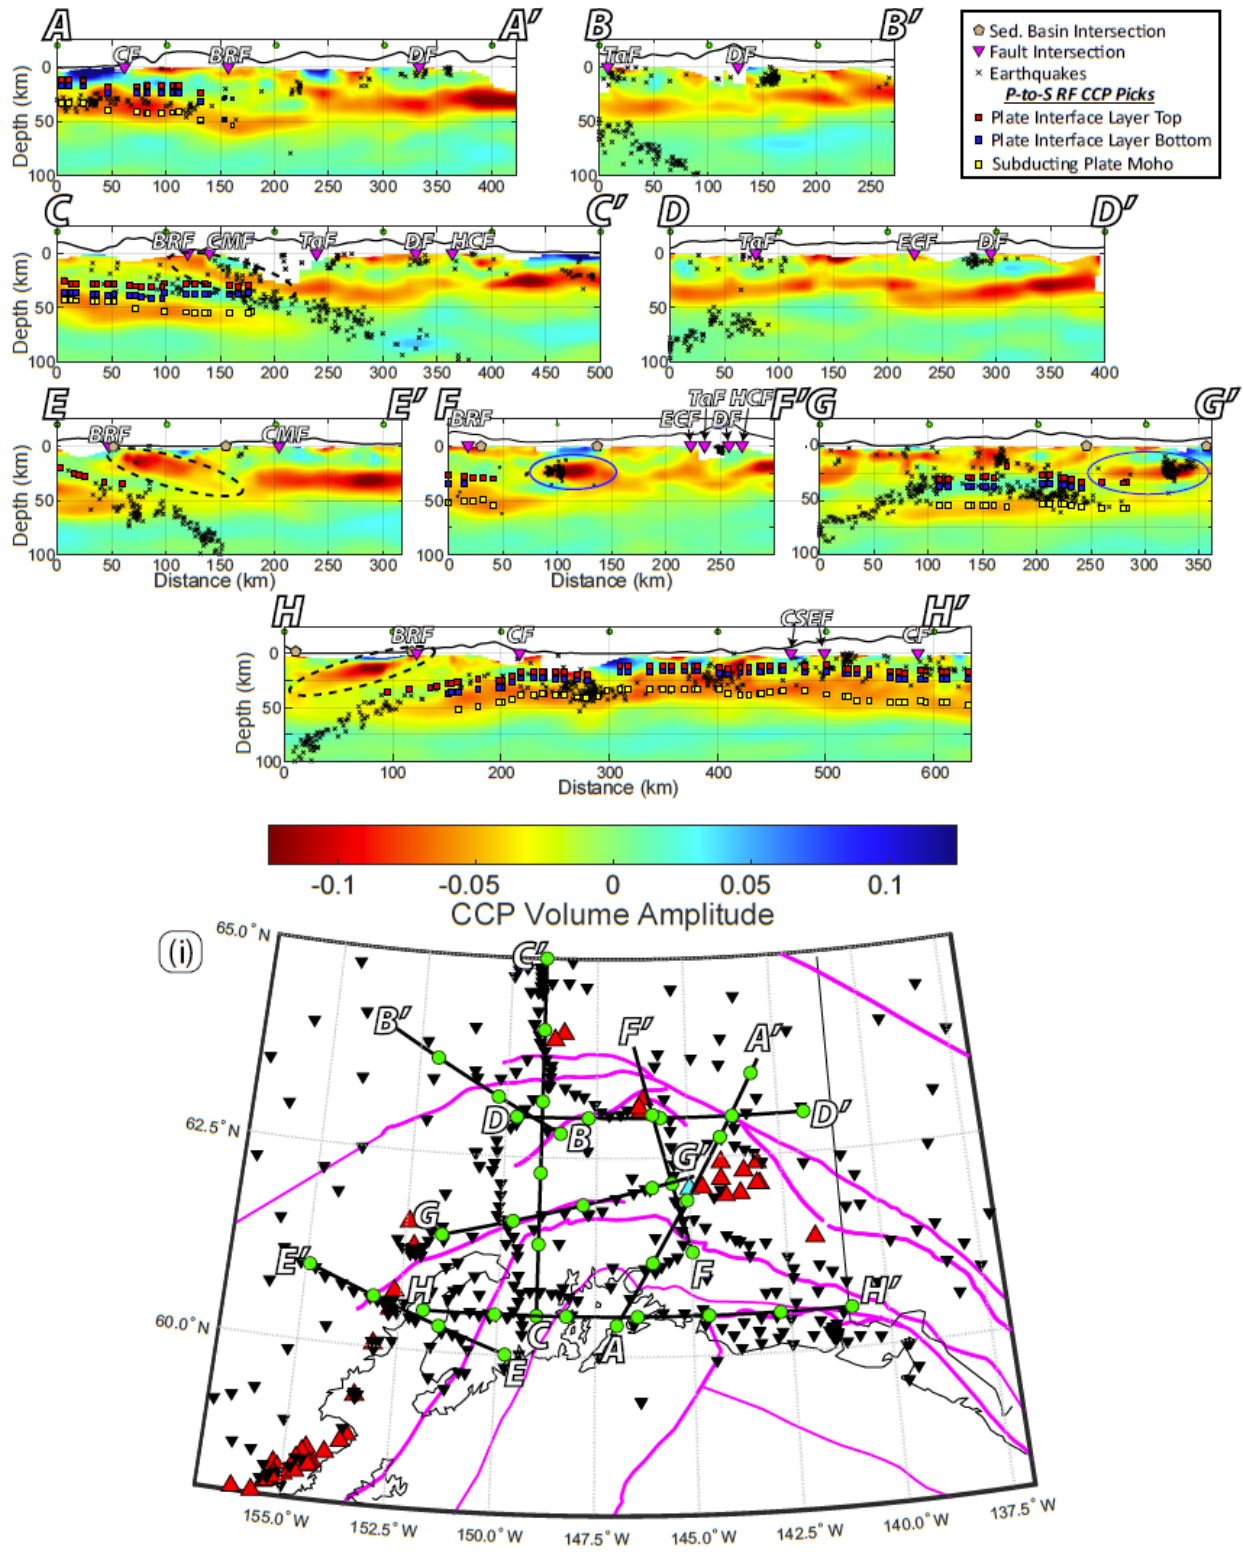 A A′ B B′
CF BRF DF
TaF DF
Sed. Basin Intersection
Fault Intersection
Earthquakes
P-to-S RF CCP Picks
Plate Interface Layer Top
Plate Interface Layer Bottom
Subducting Plate Moho
Depth (km)
0
50
100
0 50 100 150 200 250 300 350 400
0
50
100
0 50 100 150 200 250
C C′ D D′
BRF CMF TaF DF HCF
TaF ECF DF
Depth (km)
0
50
100
0 50 100 150 200 250 300 350 400 450 500
0
50
100
0 100 200 300 400
E E′ F F′ G G′
BRF CMF
BRF ECF TaF DF HCF
Depth (km)
0
50
100
0 50 100 150 200 250 300
Distance (km)
0
50
100
0 50 100 150 200 250
Distance (km)
0
50
100
0 50 100 150 200 250 300 350
H H′
BRF CF CSEF CF
Depth (km)
0
50
100
0 100 200 300 400 500 600
Distance (km)
-0.1 -0.05 0 0.05 0.1
CCP Volume Amplitude
(i)
65.0°N
62.5°N
60.0°N
C′
B′
F′
A′
D
B
D′
G′
G
E′
H
F
H′
C
A
E
155.0°W
152.5°W
150.0°W
147.5°W
145.0°W
142.5°W
140.0°W
137.5°W